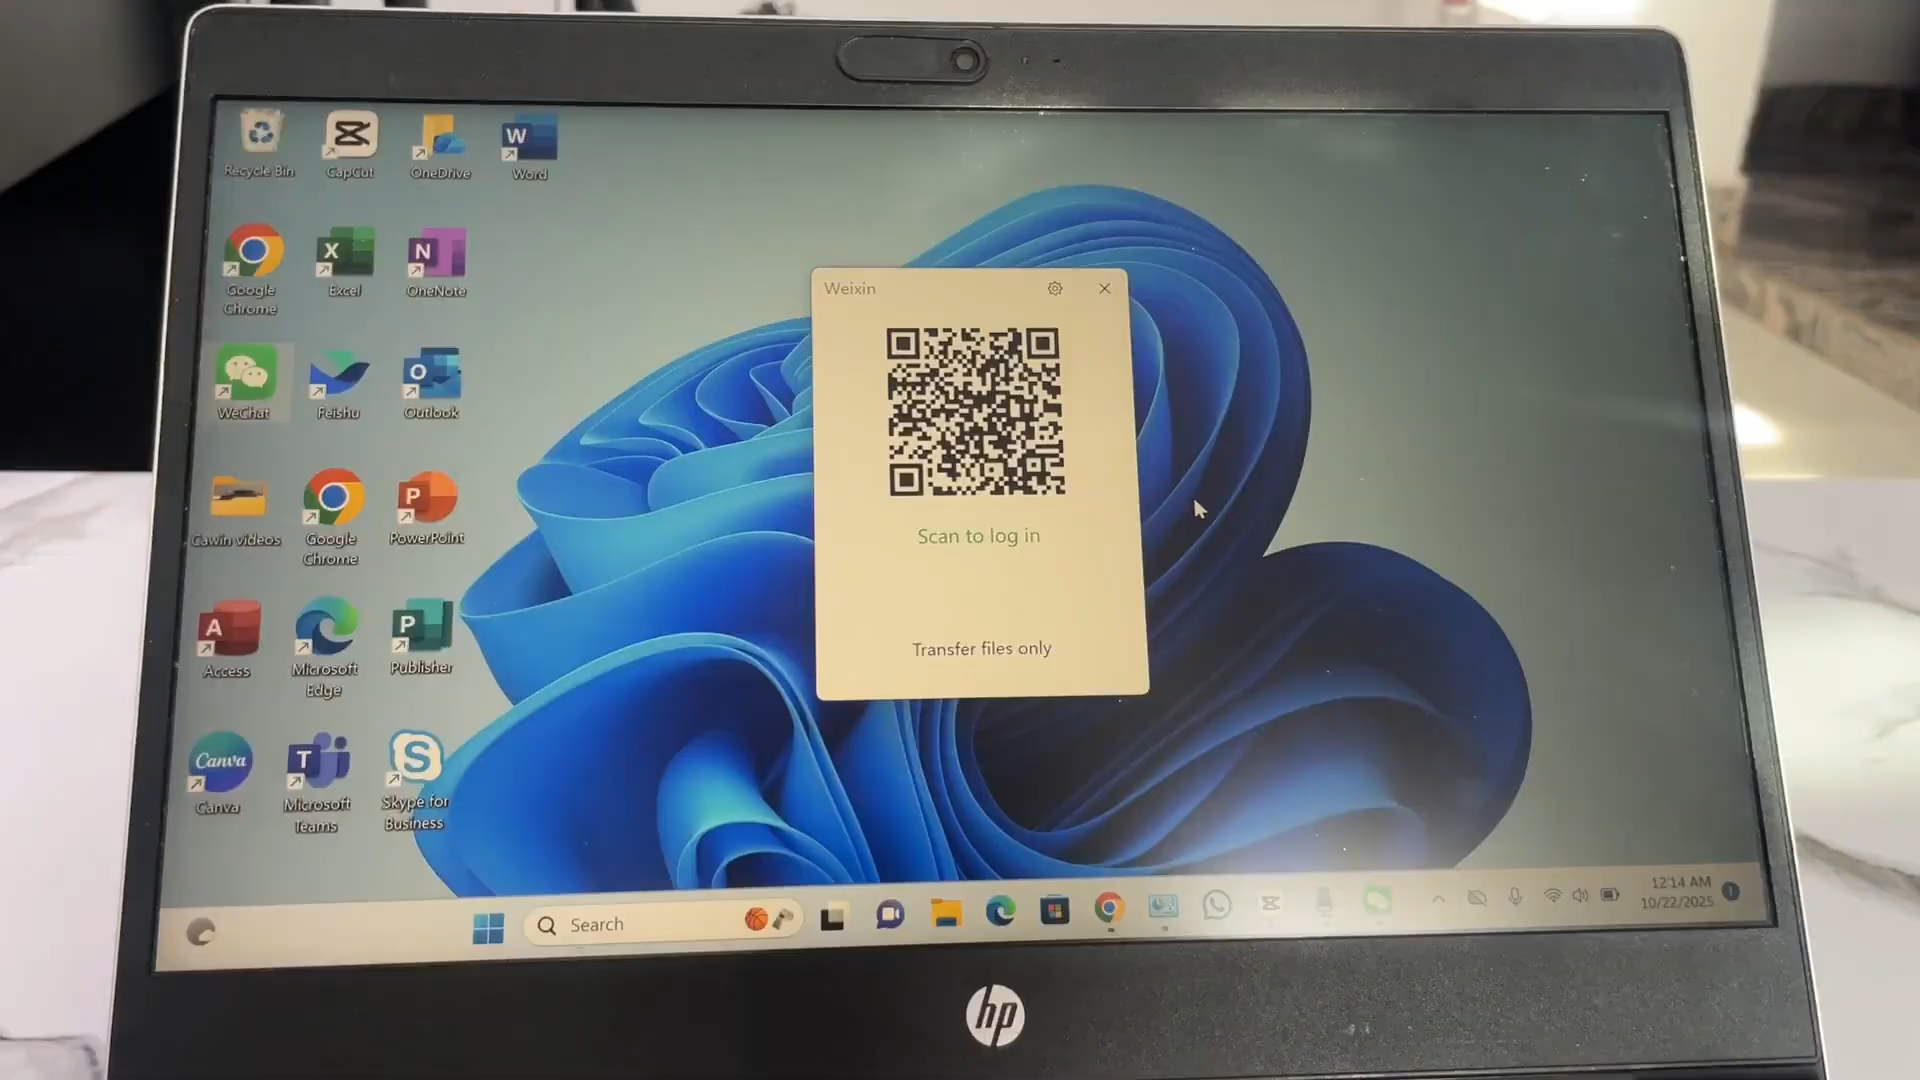 Recycle Bin
CapCut
OneDrive
W
Word
Google
Chrome
X
Excel
N
OneNote
WeChat
Feishu
O
Outlook
Cawin videos
Google
Chrome
P
PowerPoint
A
Access
Microsoft
Edge
P
Publisher
Canva
Canva
T
Microsoft
Teams
S
Skype for
Business
Weixin
Scan to log in
Transfer files only
Search
12:14 AM
10/22/2025
1
hp